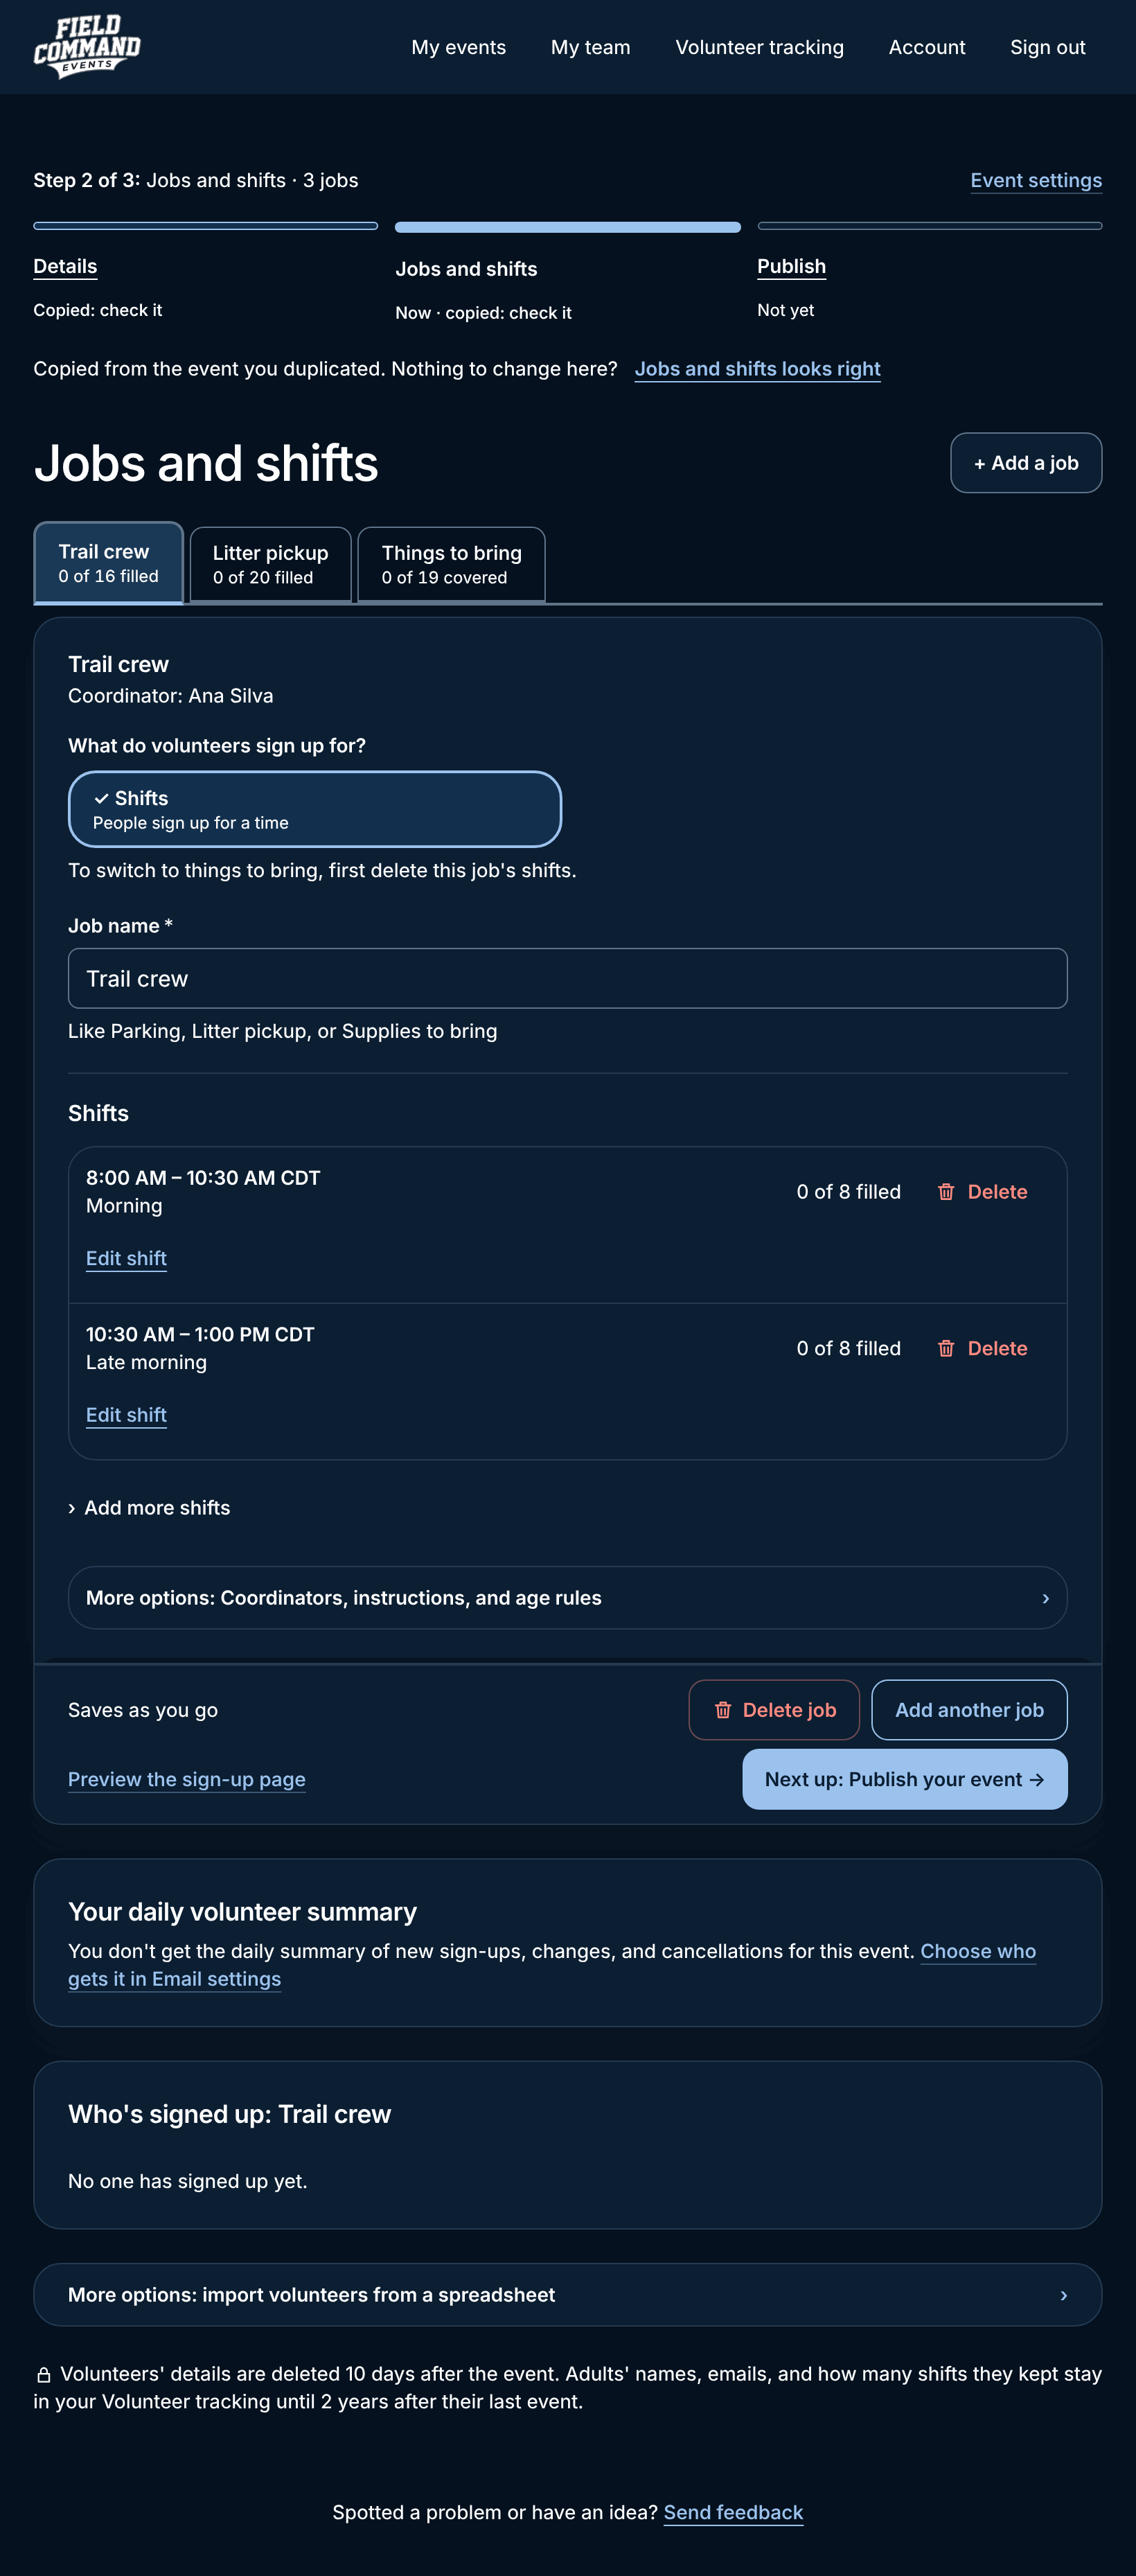 FIELD
COMMAND
EVENTS
My events
My team
Volunteer tracking
Account
Sign out
Step 2 of 3: Jobs and shifts · 3 jobs
Event settings
Details
Copied: check it
Jobs and shifts
Now · copied: check it
Publish
Not yet
Copied from the event you duplicated. Nothing to change here? Jobs and shifts looks right
Jobs and shifts
+ Add a job
Trail crew
0 of 16 filled
Litter pickup
0 of 20 filled
Things to bring
0 of 19 covered
Trail crew
Coordinator: Ana Silva
What do volunteers sign up for?
✓ Shifts
People sign up for a time
To switch to things to bring, first delete this job's shifts.
Job name *
Trail crew
Like Parking, Litter pickup, or Supplies to bring
Shifts
8:00 AM – 10:30 AM CDT
Morning
0 of 8 filled
Delete
Edit shift
10:30 AM – 1:00 PM CDT
Late morning
0 of 8 filled
Delete
Edit shift
› Add more shifts
More options: Coordinators, instructions, and age rules ›
Saves as you go
Delete job
Add another job
Preview the sign-up page
Next up: Publish your event →
Your daily volunteer summary
You don't get the daily summary of new sign-ups, changes, and cancellations for this event. Choose who
gets it in Email settings
Who's signed up: Trail crew
No one has signed up yet.
More options: import volunteers from a spreadsheet ›
Volunteers' details are deleted 10 days after the event. Adults' names, emails, and how many shifts they kept stay
in your Volunteer tracking until 2 years after their last event.
Spotted a problem or have an idea? Send feedback